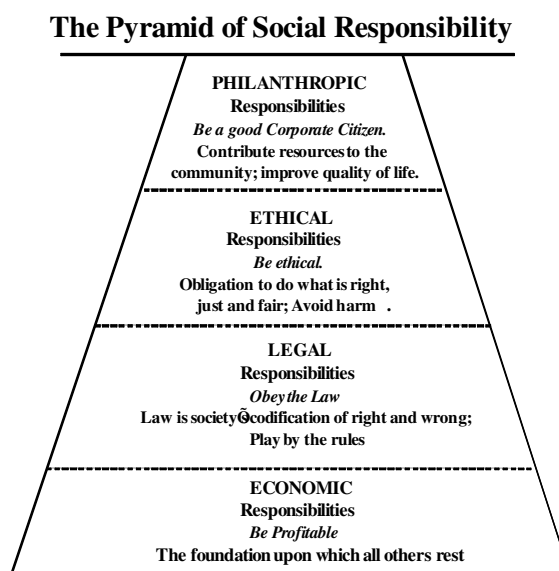 The Pyramid of Social Responsibility
PHILANTHROPIC
Responsibilities
Be a good Corporate Citizen.
Contribute resources to the
community; improve quality of life.
ETHICAL
Responsibilities
Be ethical.
Obligation to do what is right,
just and fair; Avoid harm .
LEGAL
Responsibilities
Obey the Law
Law is societyÕs codification of right and wrong;
Play by the rules
ECONOMIC
Responsibilities
Be Profitable
The foundation upon which all others rest